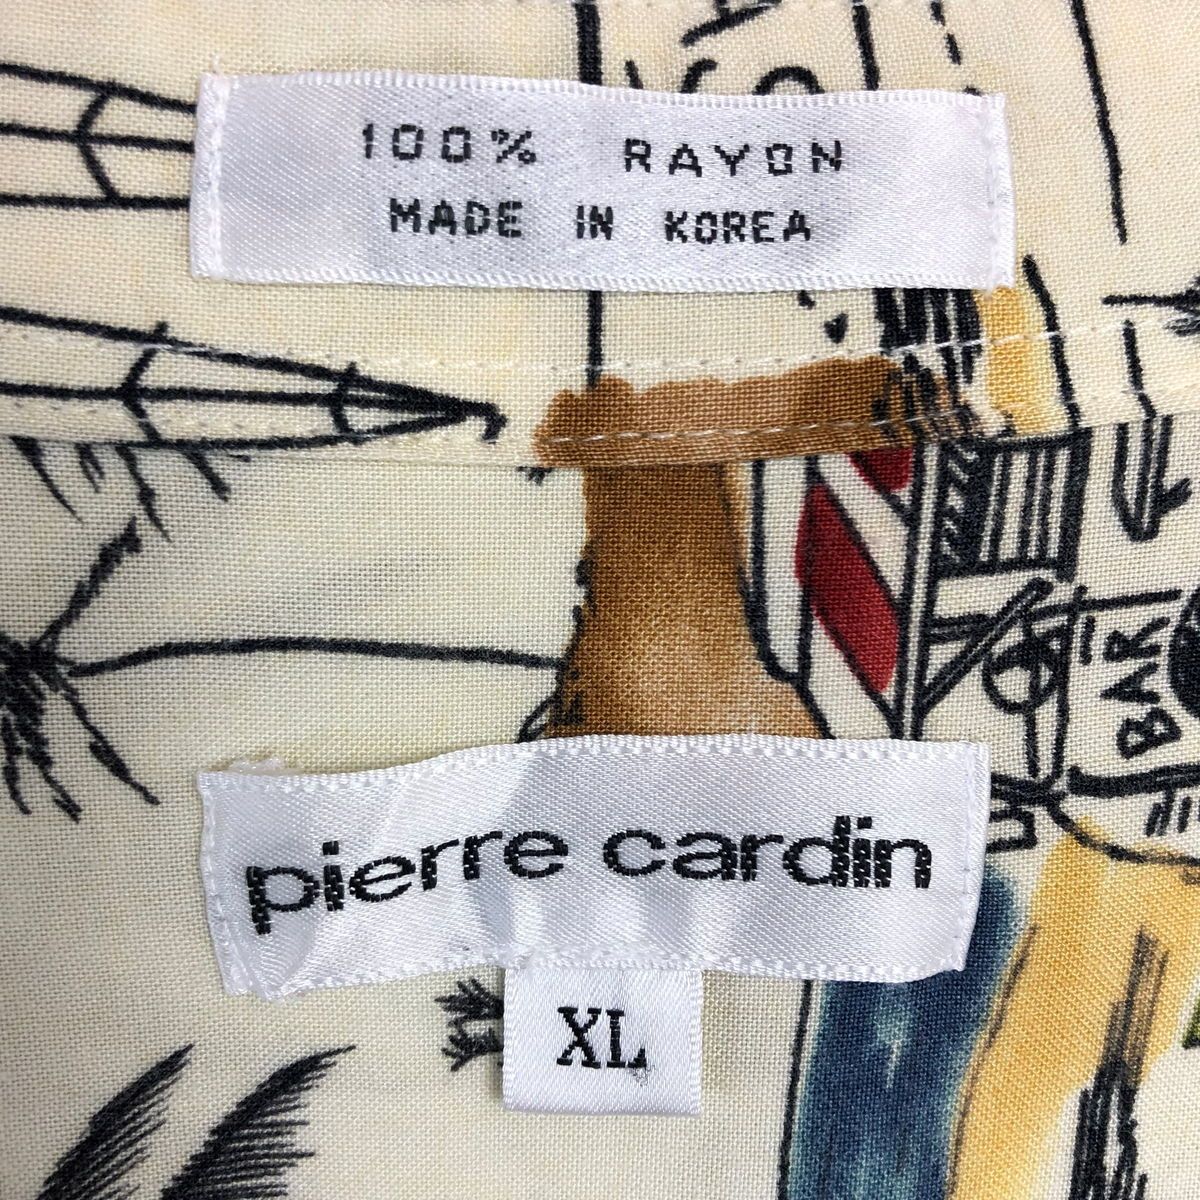 100% RAYON
MADE IN KOREA
BAR
pierre cardin
XL